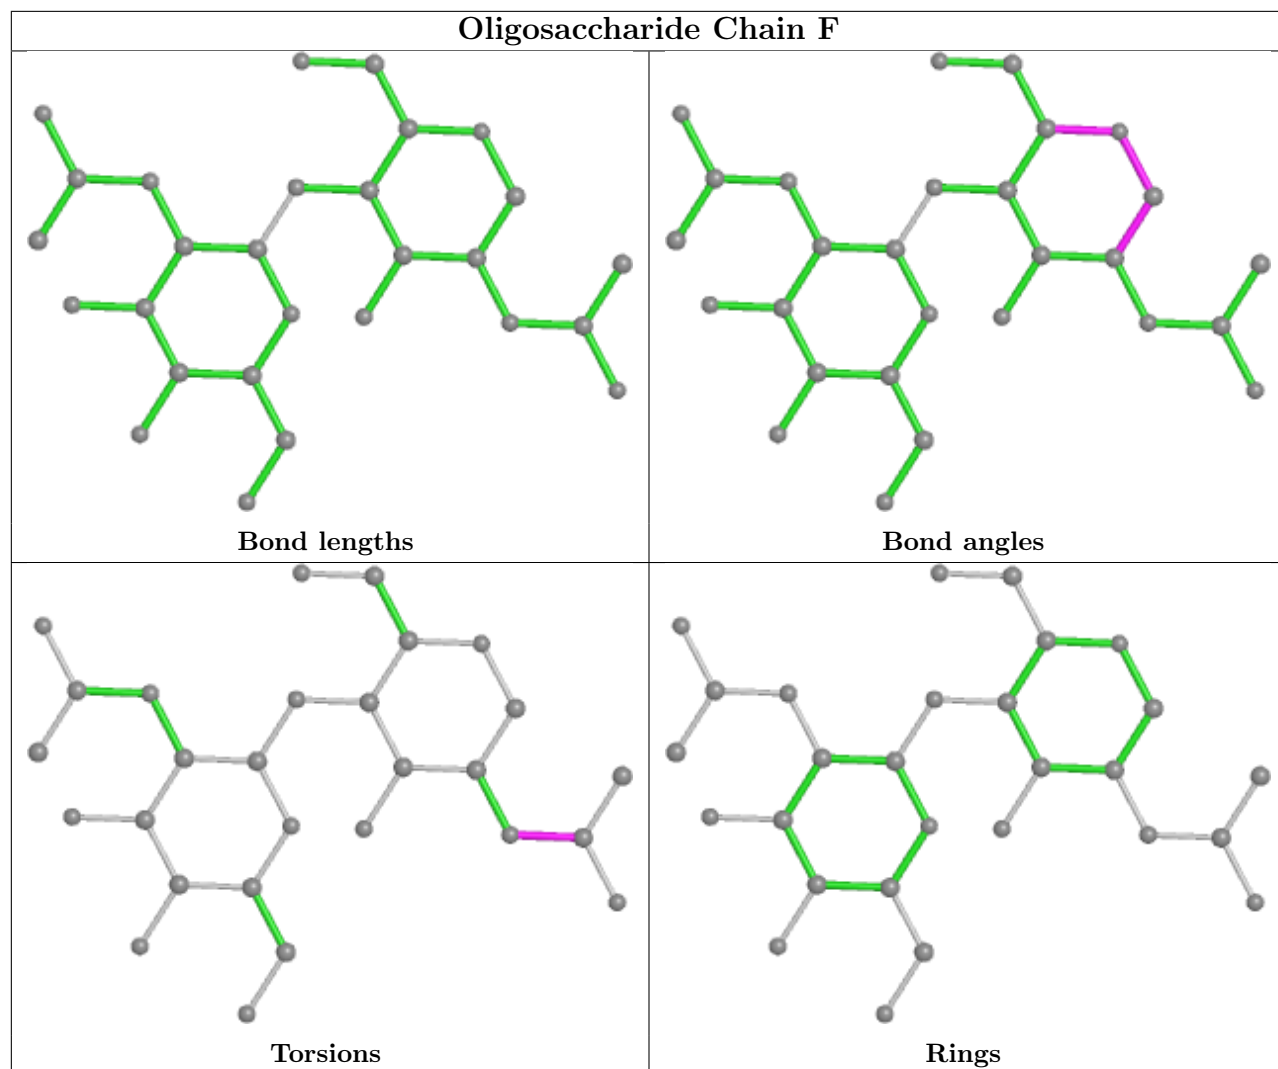 Oligosaccharide Chain F
Bond lengths
Bond angles
Torsions
Rings